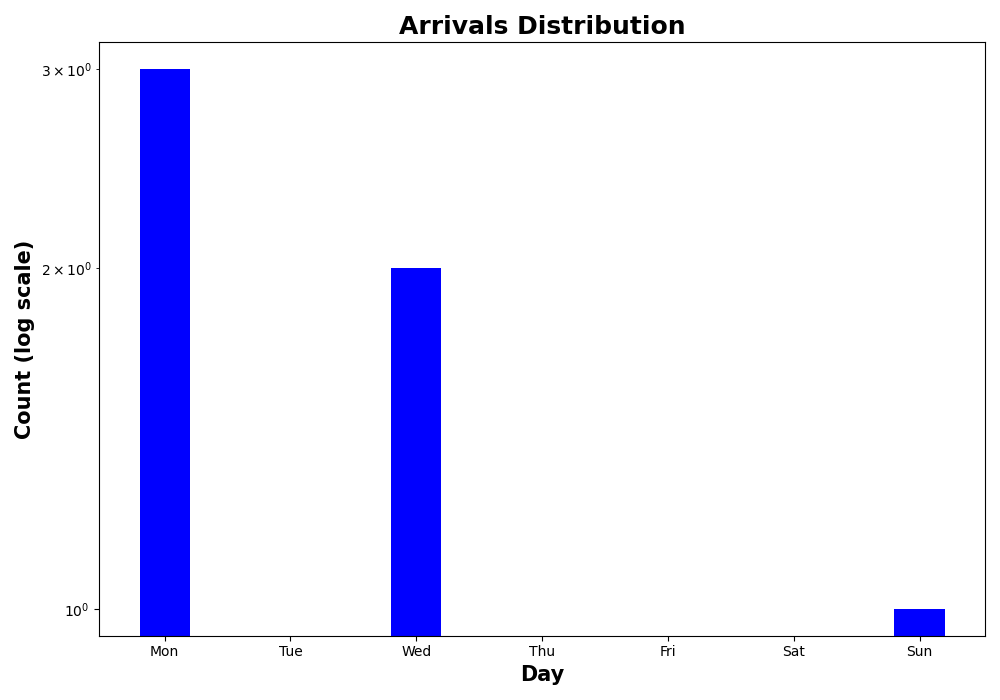 Arrivals Distribution
Count (log scale)
3 × 10⁰
2 × 10⁰
10⁰
Mon Tue Wed Thu Fri Sat Sun
Day